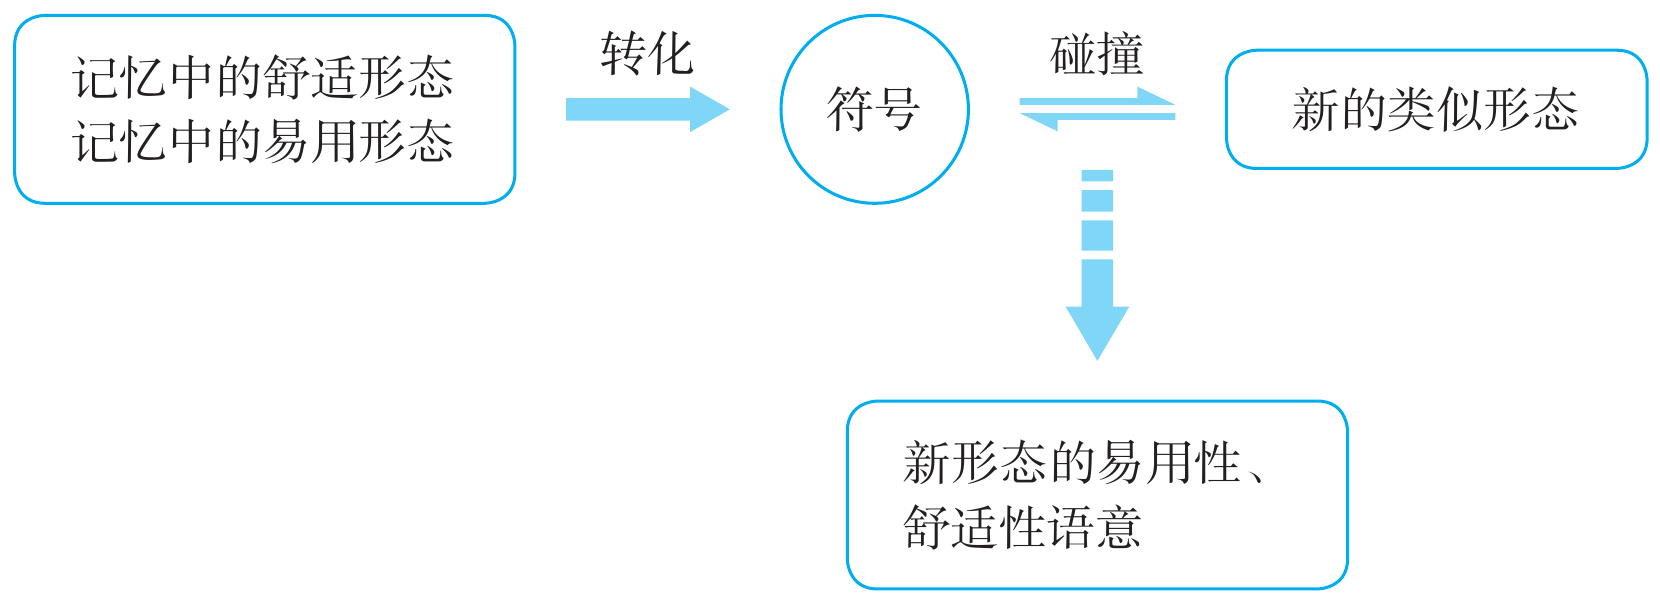 记忆中的舒适形态
记忆中的易用形态
转化
符号
碰撞
新的类似形态
新形态的易用性、
舒适性语意